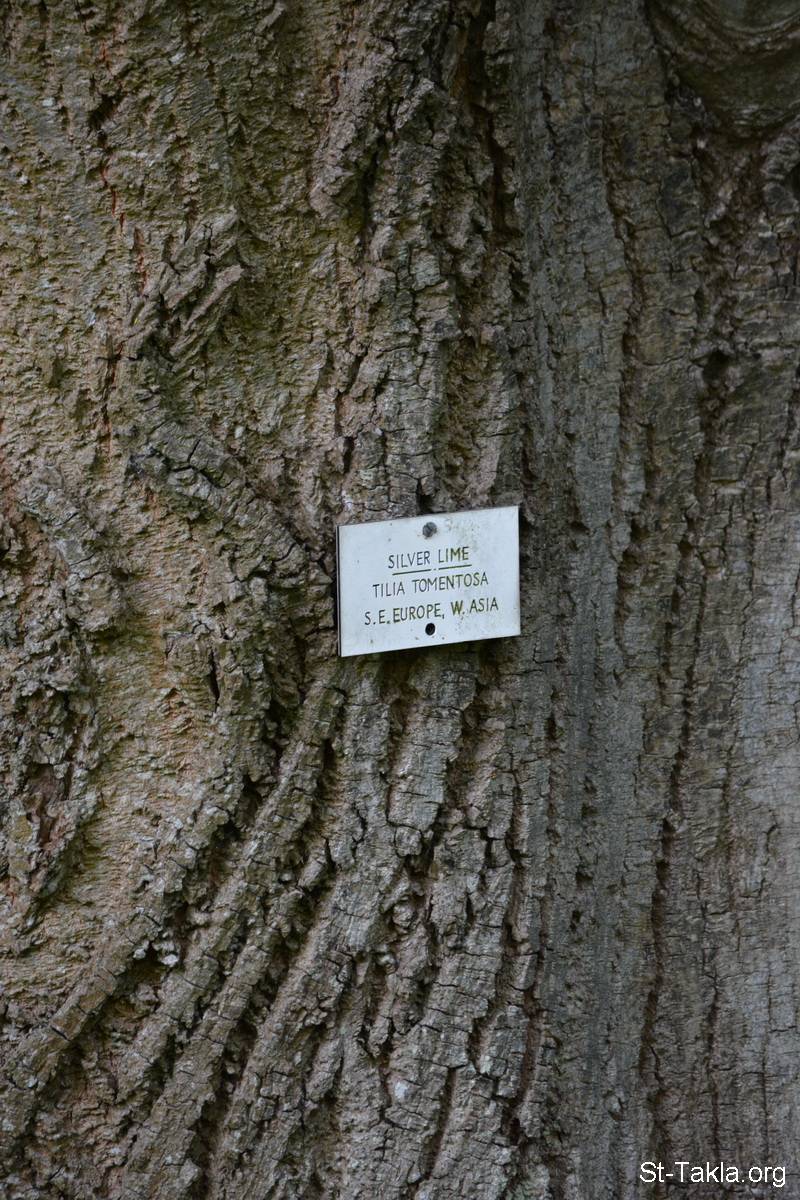 SILVER LIME
TILIA TOMENTOSA
S.E. EUROPE, W. ASIA
St-Takla.org